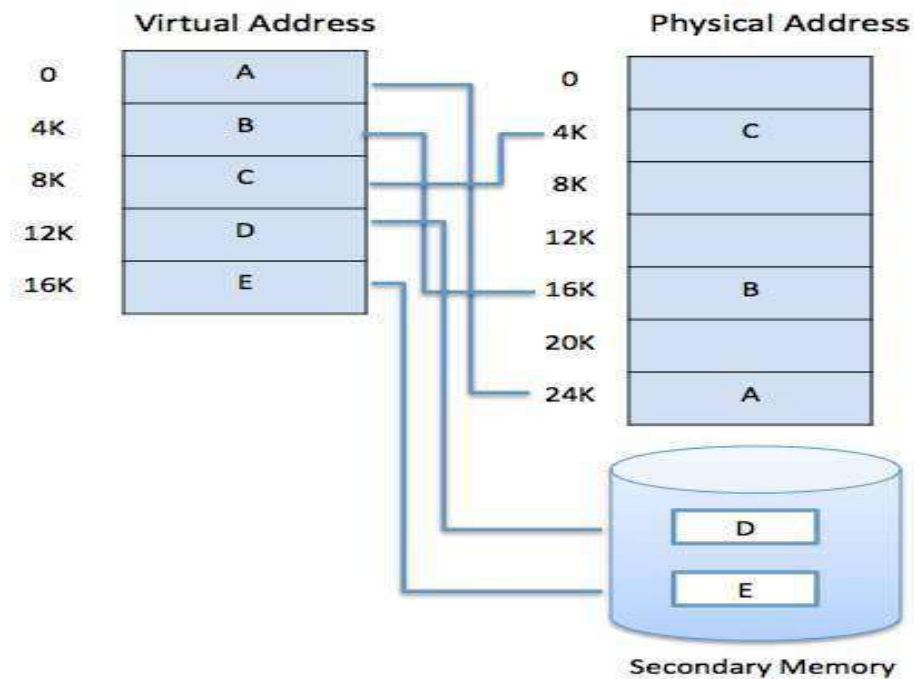 Virtual Address
Physical Address
0
A
4K
B
8K
C
12K
D
16K
E
0
4K
C
8K
12K
16K
B
20K
24K
A
D
E
Secondary Memory